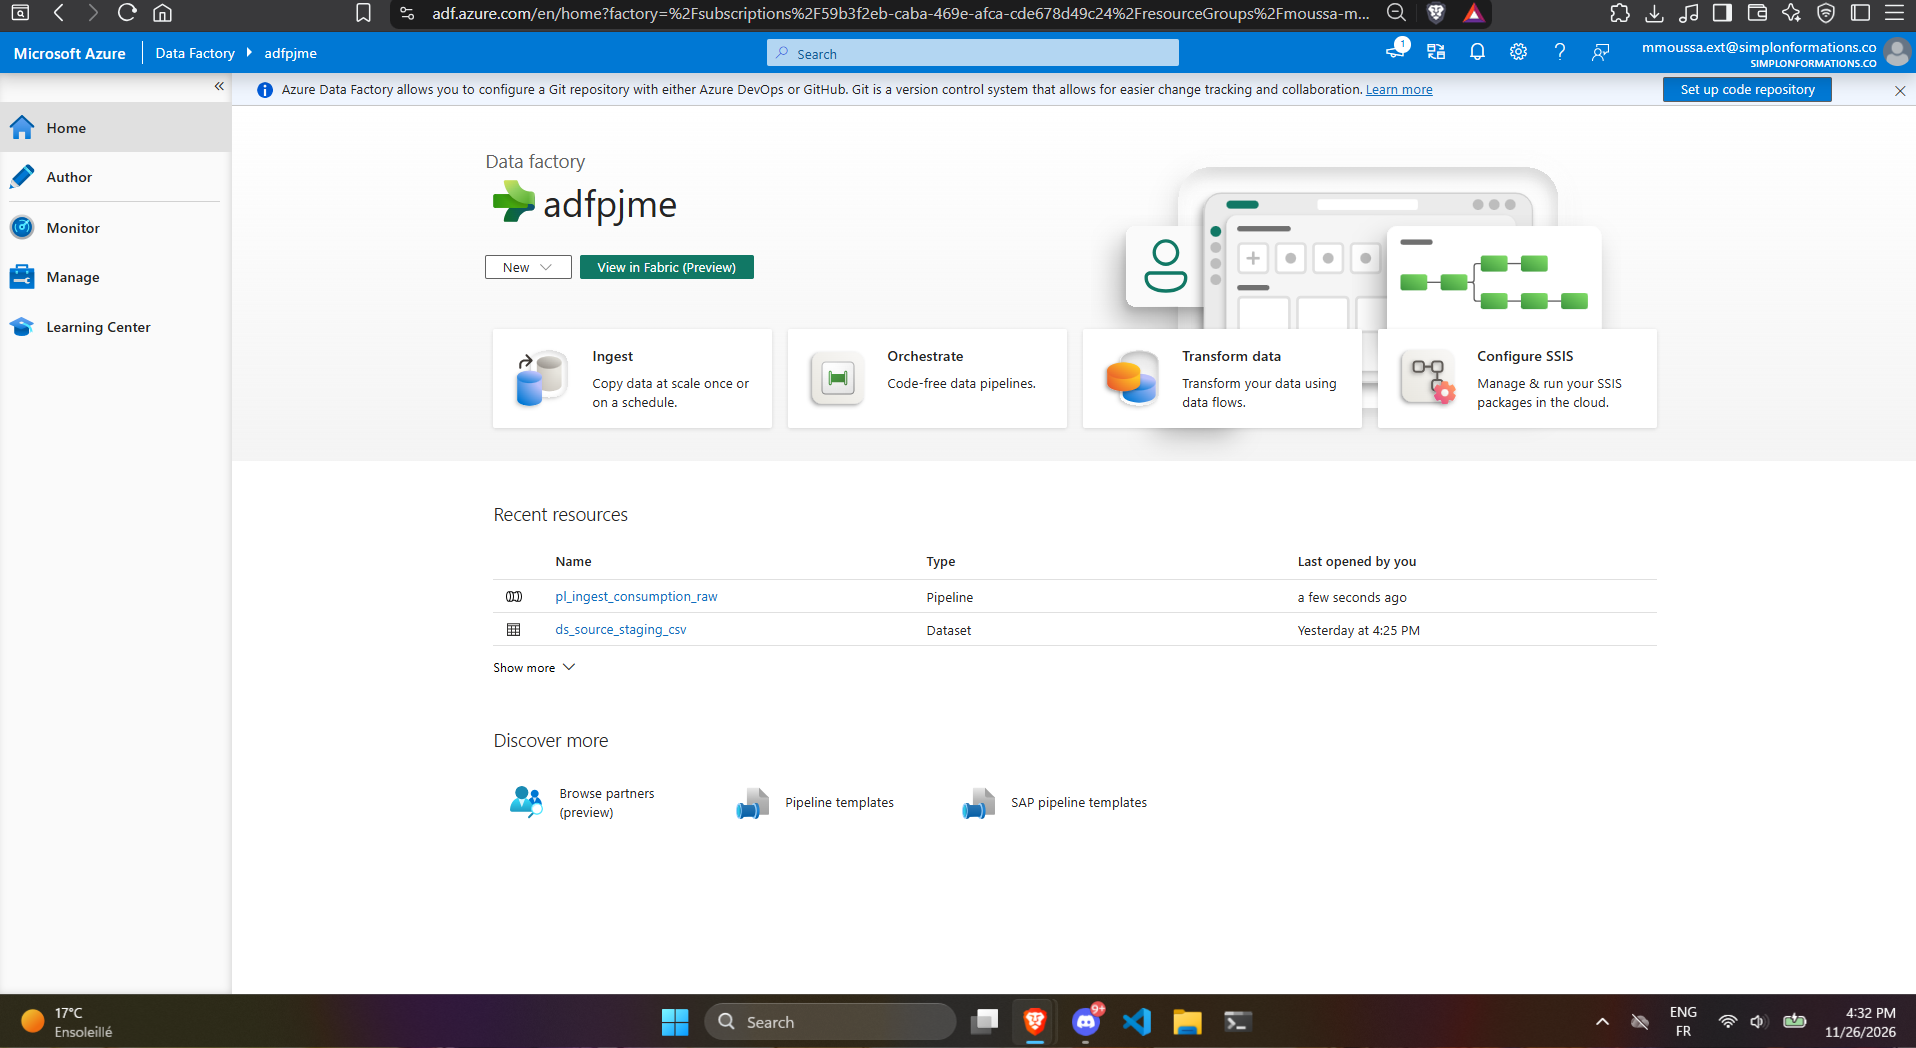 adf.azure.com/en/home?factory=%2Fsubscriptions%2F59b3f2eb-caba-469e-afca-cde678d49c24%2FresourceGroups%2Fmoussa-m...
Microsoft Azure
Data Factory
adfpjme
Search
1
mmoussa.ext@simplonformations.co
SIMPLONFORMATIONS.CO
Azure Data Factory allows you to configure a Git repository with either Azure DevOps or GitHub. Git is a version control system that allows for easier change tracking and collaboration. Learn more
Set up code repository
Home
Author
Monitor
Manage
Learning Center
Data factory
adfpjme
New
View in Fabric (Preview)
Ingest
Copy data at scale once or
on a schedule.
Orchestrate
Code-free data pipelines.
Transform data
Transform your data using
data flows.
Configure SSIS
Manage & run your SSIS
packages in the cloud.
Recent resources
Name Type Last opened by you
pl_ingest_consumption_raw Pipeline a few seconds ago
ds_source_staging_csv Dataset Yesterday at 4:25 PM
Show more
Discover more
Browse partners
(preview)
Pipeline templates
SAP pipeline templates
17°C
Ensoleillé
Search
9+
ENG
FR
4:32 PM
11/26/2026